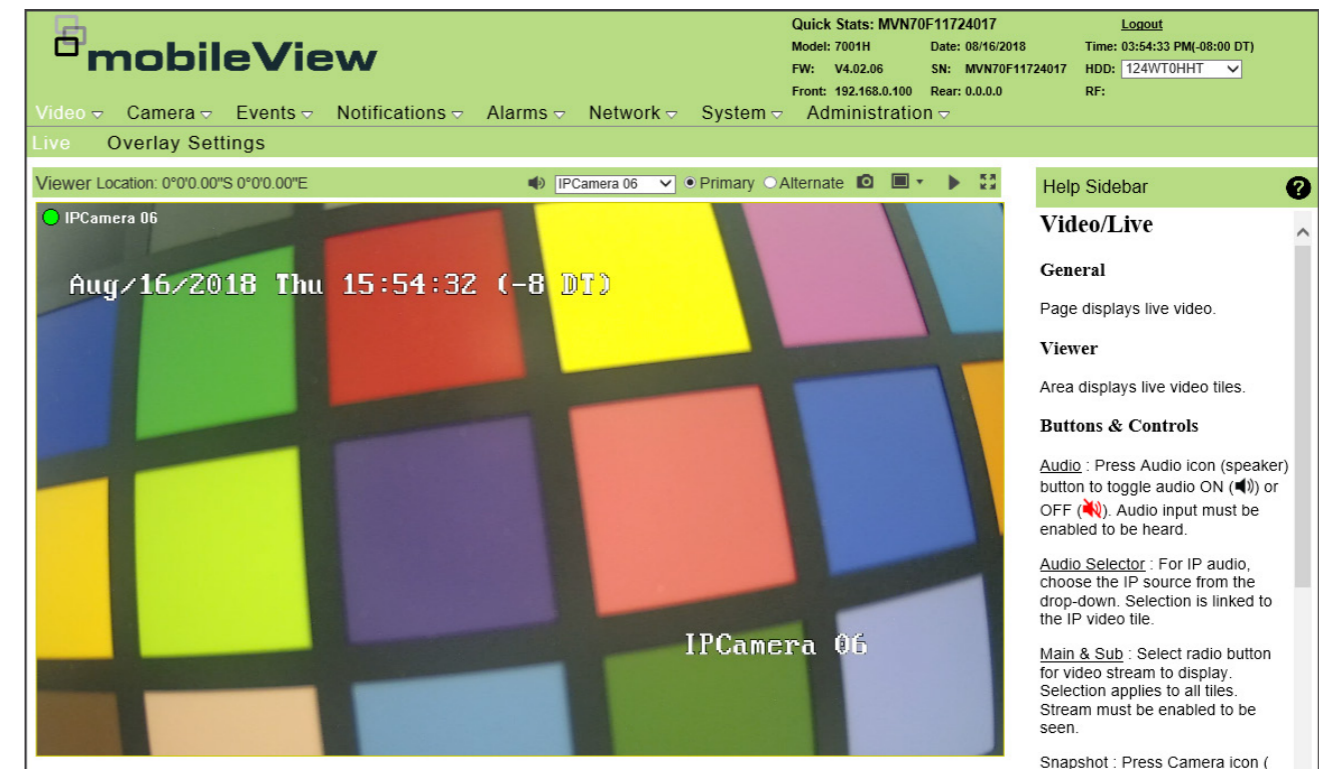 mobileView
Quick Stats: MVN70F11724017 Logout
Model: 7001H Date: 08/16/2018 Time: 03:54:33 PM(-08:00 DT)
FW: V4.02.06 SN: MVN70F11724017 HDD: 124WT0HHT
Front: 192.168.0.100 Rear: 0.0.0.0 RF:
Video Camera Events Notifications Alarms Network System Administration
Live Overlay Settings
Viewer Location: 0°0'0.00"S 0°0'0.00"E IPCamera 06 Primary Alternate
IPCamera 06
Aug/16/2018 Thu 15:54:32 (-8 DT)
IPCamera 06
Help Sidebar ?
Video/Live
General
Page displays live video.
Viewer
Area displays live video tiles.
Buttons & Controls
Audio : Press Audio icon (speaker)
button to toggle audio ON () or
OFF (). Audio input must be
enabled to be heard.
Audio Selector : For IP audio,
choose the IP source from the
drop-down. Selection is linked to
the IP video tile.
Main & Sub : Select radio button
for video stream to display.
Selection applies to all tiles.
Stream must be enabled to be
seen.
Snapshot : Press Camera icon (